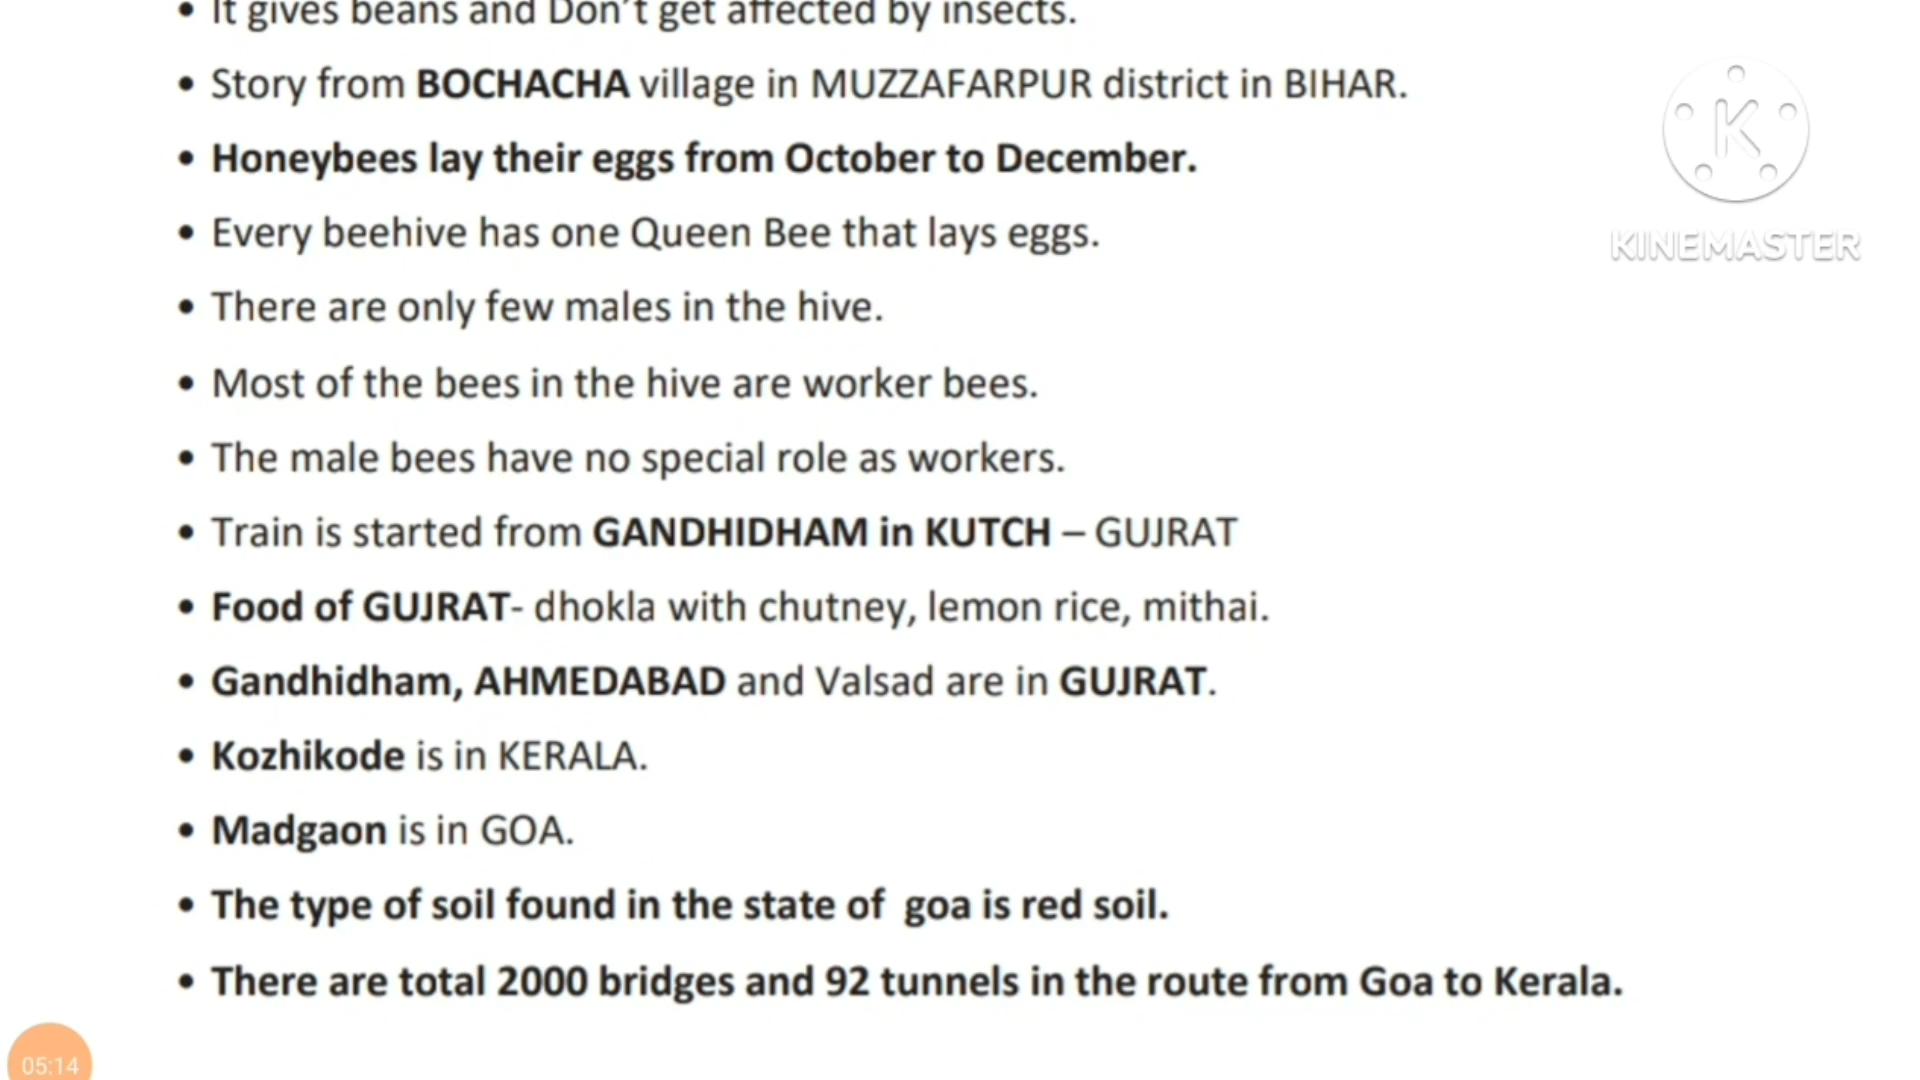 • It gives beans and Don't get affected by insects.
• Story from BOCHACHA village in MUZZAFARPUR district in BIHAR.
• Honeybees lay their eggs from October to December.
• Every beehive has one Queen Bee that lays eggs.
• There are only few males in the hive.
• Most of the bees in the hive are worker bees.
• The male bees have no special role as workers.
• Train is started from GANDHIDHAM in KUTCH – GUJRAT
• Food of GUJRAT- dhokla with chutney, lemon rice, mithai.
• Gandhidham, AHMEDABAD and Valsad are in GUJRAT.
• Kozhikode is in KERALA.
• Madgaon is in GOA.
• The type of soil found in the state of  goa is red soil.
• There are total 2000 bridges and 92 tunnels in the route from Goa to Kerala.
K
KINEMASTER
05:14